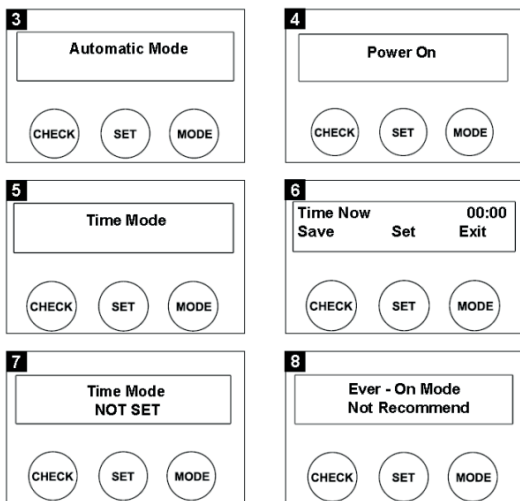 3
Automatic Mode
CHECK SET MODE
4
Power On
CHECK SET MODE
5
Time Mode
CHECK SET MODE
6
Time Now 00:00
Save Set Exit
CHECK SET MODE
7
Time Mode
NOT SET
CHECK SET MODE
8
Ever - On Mode
Not Recommend
CHECK SET MODE